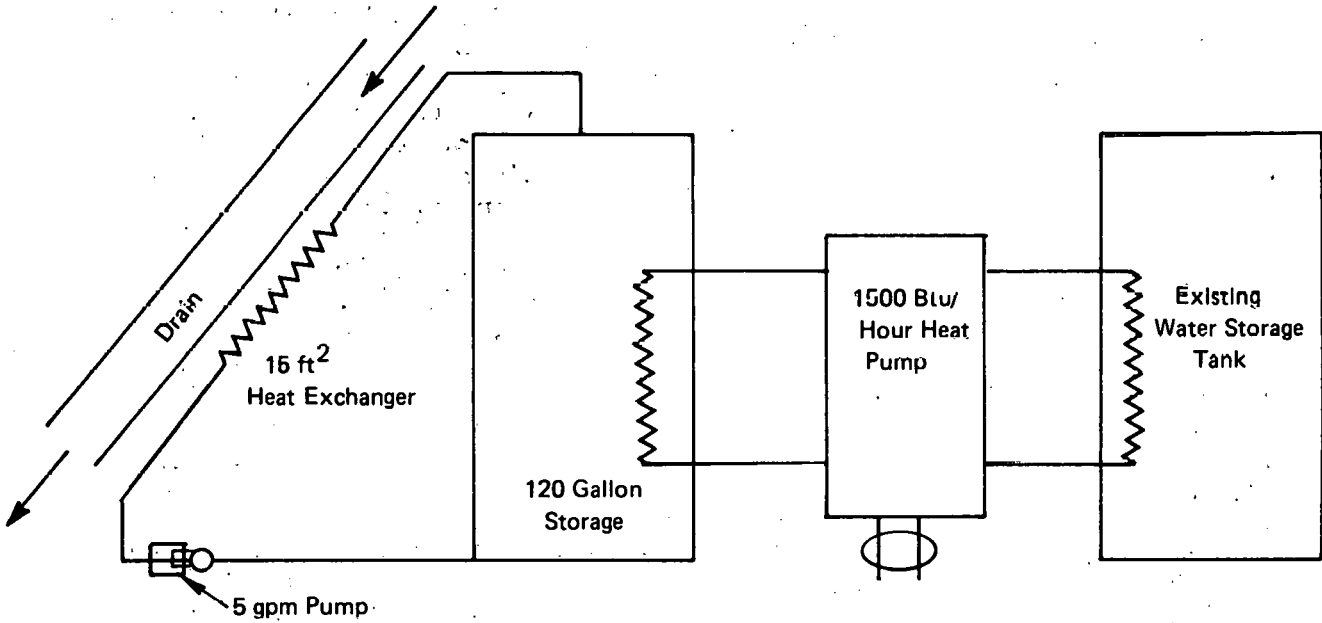 Drain
15 ft2
Heat Exchanger
5 gpm Pump
120 Gallon
Storage
1500 Btu/
Hour Heat
Pump
Existing
Water Storage
Tank